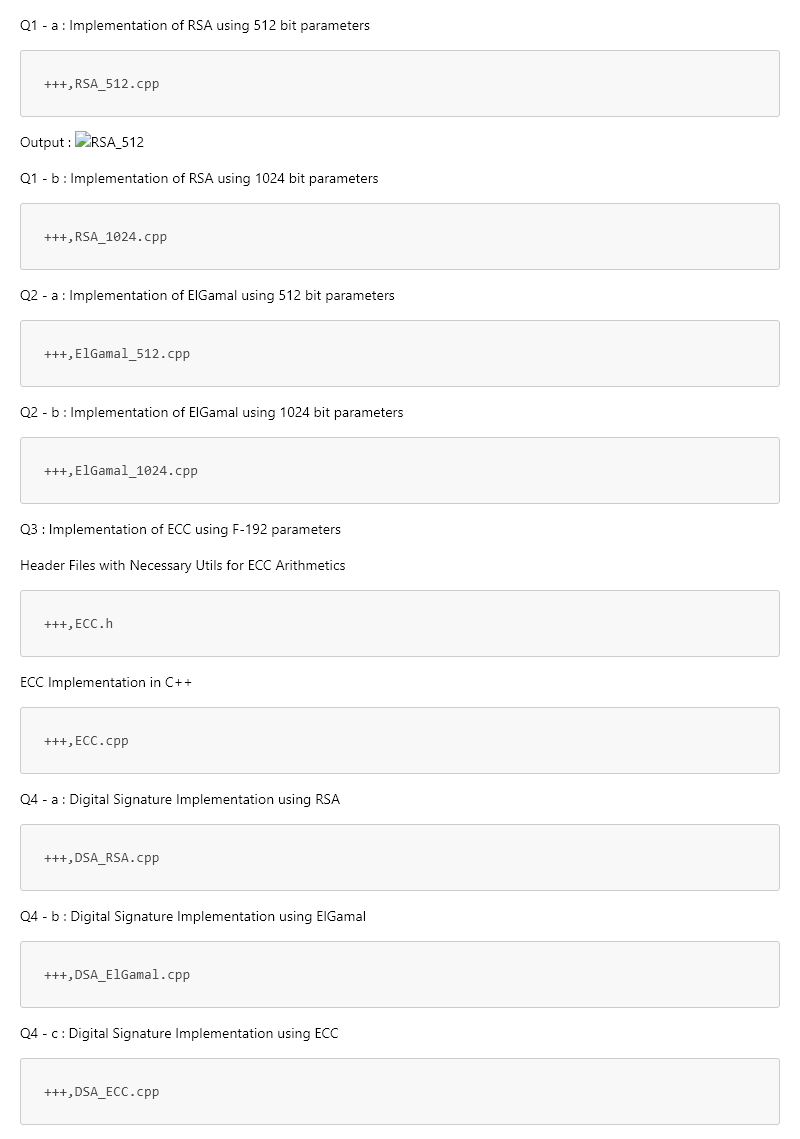 Q1 - a : Implementation of RSA using 512 bit parameters
+++,RSA_512.cpp
Output : RSA_512
Q1 - b : Implementation of RSA using 1024 bit parameters
+++,RSA_1024.cpp
Q2 - a : Implementation of ElGamal using 512 bit parameters
+++,ElGamal_512.cpp
Q2 - b : Implementation of ElGamal using 1024 bit parameters
+++,ElGamal_1024.cpp
Q3 : Implementation of ECC using F-192 parameters
Header Files with Necessary Utils for ECC Arithmetics
+++,ECC.h
ECC Implementation in C++
+++,ECC.cpp
Q4 - a : Digital Signature Implementation using RSA
+++,DSA_RSA.cpp
Q4 - b : Digital Signature Implementation using ElGamal
+++,DSA_ElGamal.cpp
Q4 - c : Digital Signature Implementation using ECC
+++,DSA_ECC.cpp